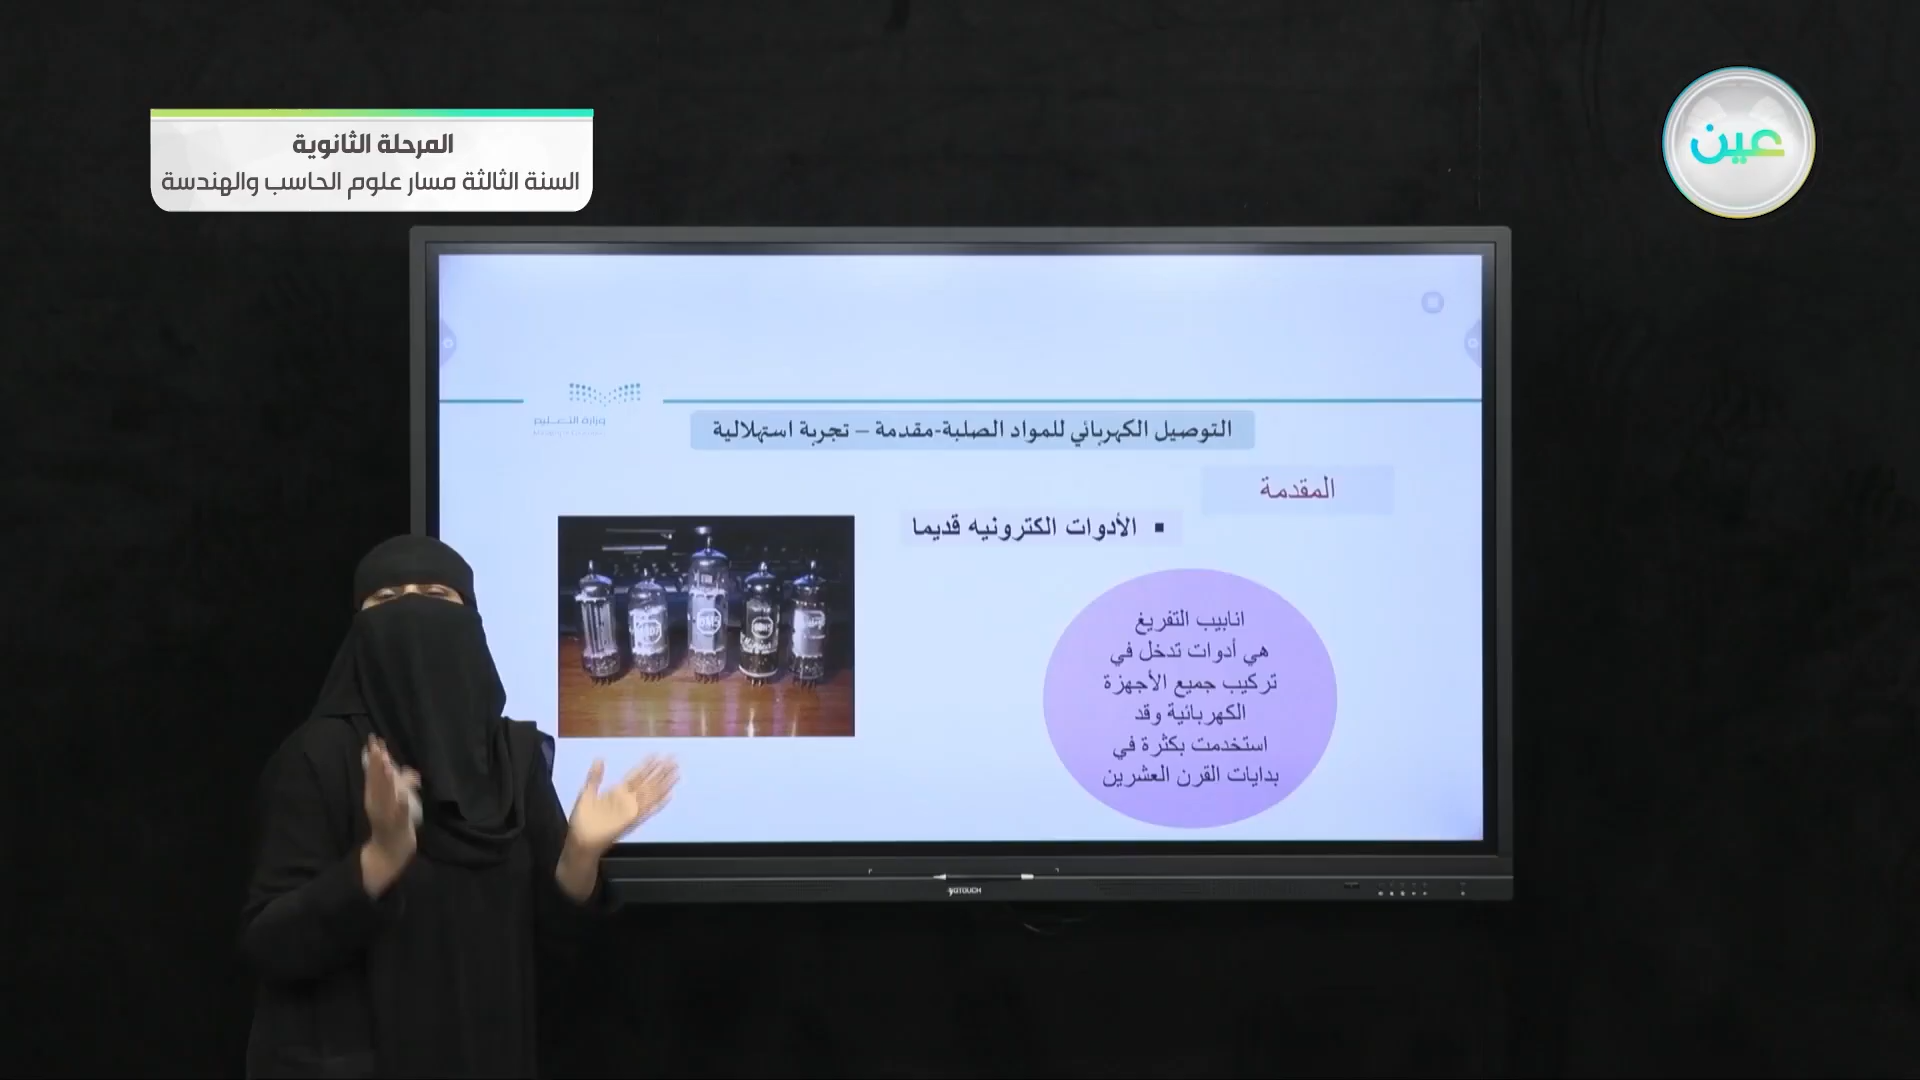 المرحلة الثانوية
السنة الثالثة مسار علوم الحاسب والهندسة
عين
وزارة التعليم
التوصيل الكهربائي للمواد الصلبة-مقدمة – تجربة استهلالية
المقدمة
▪ الأدوات الكترونيه قديما
انابيب التفريغ
هي أدوات تدخل في
تركيب جميع الأجهزة
الكهربائية وقد
استخدمت بكثرة في
بدايات القرن العشرين